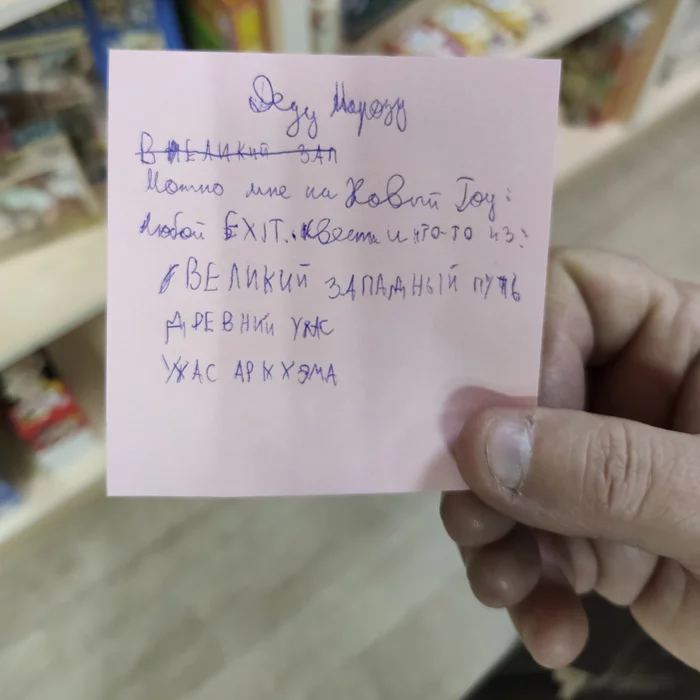 Деду Морозу
ВЕЛИКИЙ ЗАП
Можно мне на Новый Год:
Любой EXIT. Квест и что-то из:
ВЕЛИКИЙ ЗАПАДНЫЙ ПУТЬ
ДРЕВНИЙ УЖС
УЖАС АРКХЭМА